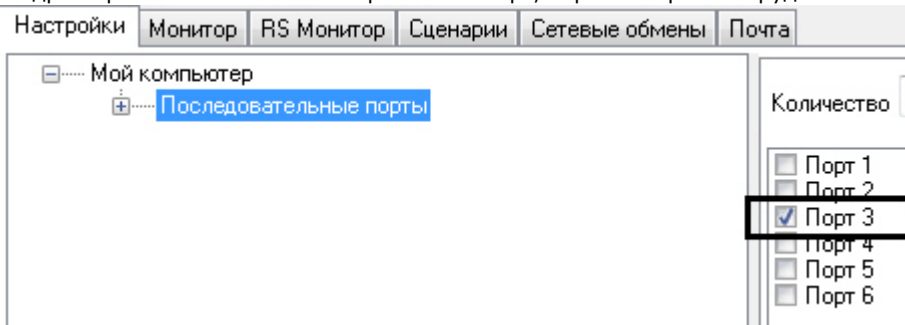 Настройки Монитор RS Монитор Сценарии Сетевые обмены Почта
Мой компьютер
Последовательные порты
Количество
Порт 1
Порт 2
Порт 3
Порт 4
Порт 5
Порт 6